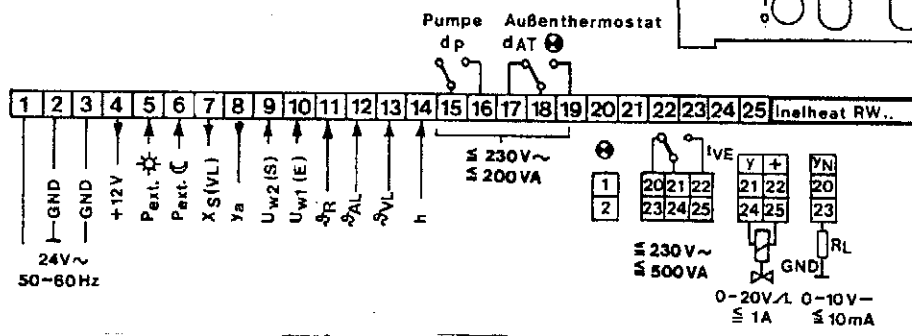 Pumpe Außenthermostat
dp dAT
1 2 3 4 5 6 7 8 9 10 11 12 13 14 15 16 17 18 19 20 21 22 23 24 25 Inelheat RW..
GND
GND
+12V
Pext. ☼
Pext. ☾
XS(VL)
ya
Uw2(S)
Uw1(E)
ϑR
ϑAL
ϑVL
h
24V~
50~60Hz
≦ 230V~
≦ 200VA
1
2
tVE
20 21 22
23 24 25
≦ 230V~
≦ 500VA
y +
21 22
24 25
0-20V
≦ 1A
yN
20
23
RL
GND
0-10V–
≦ 10mA